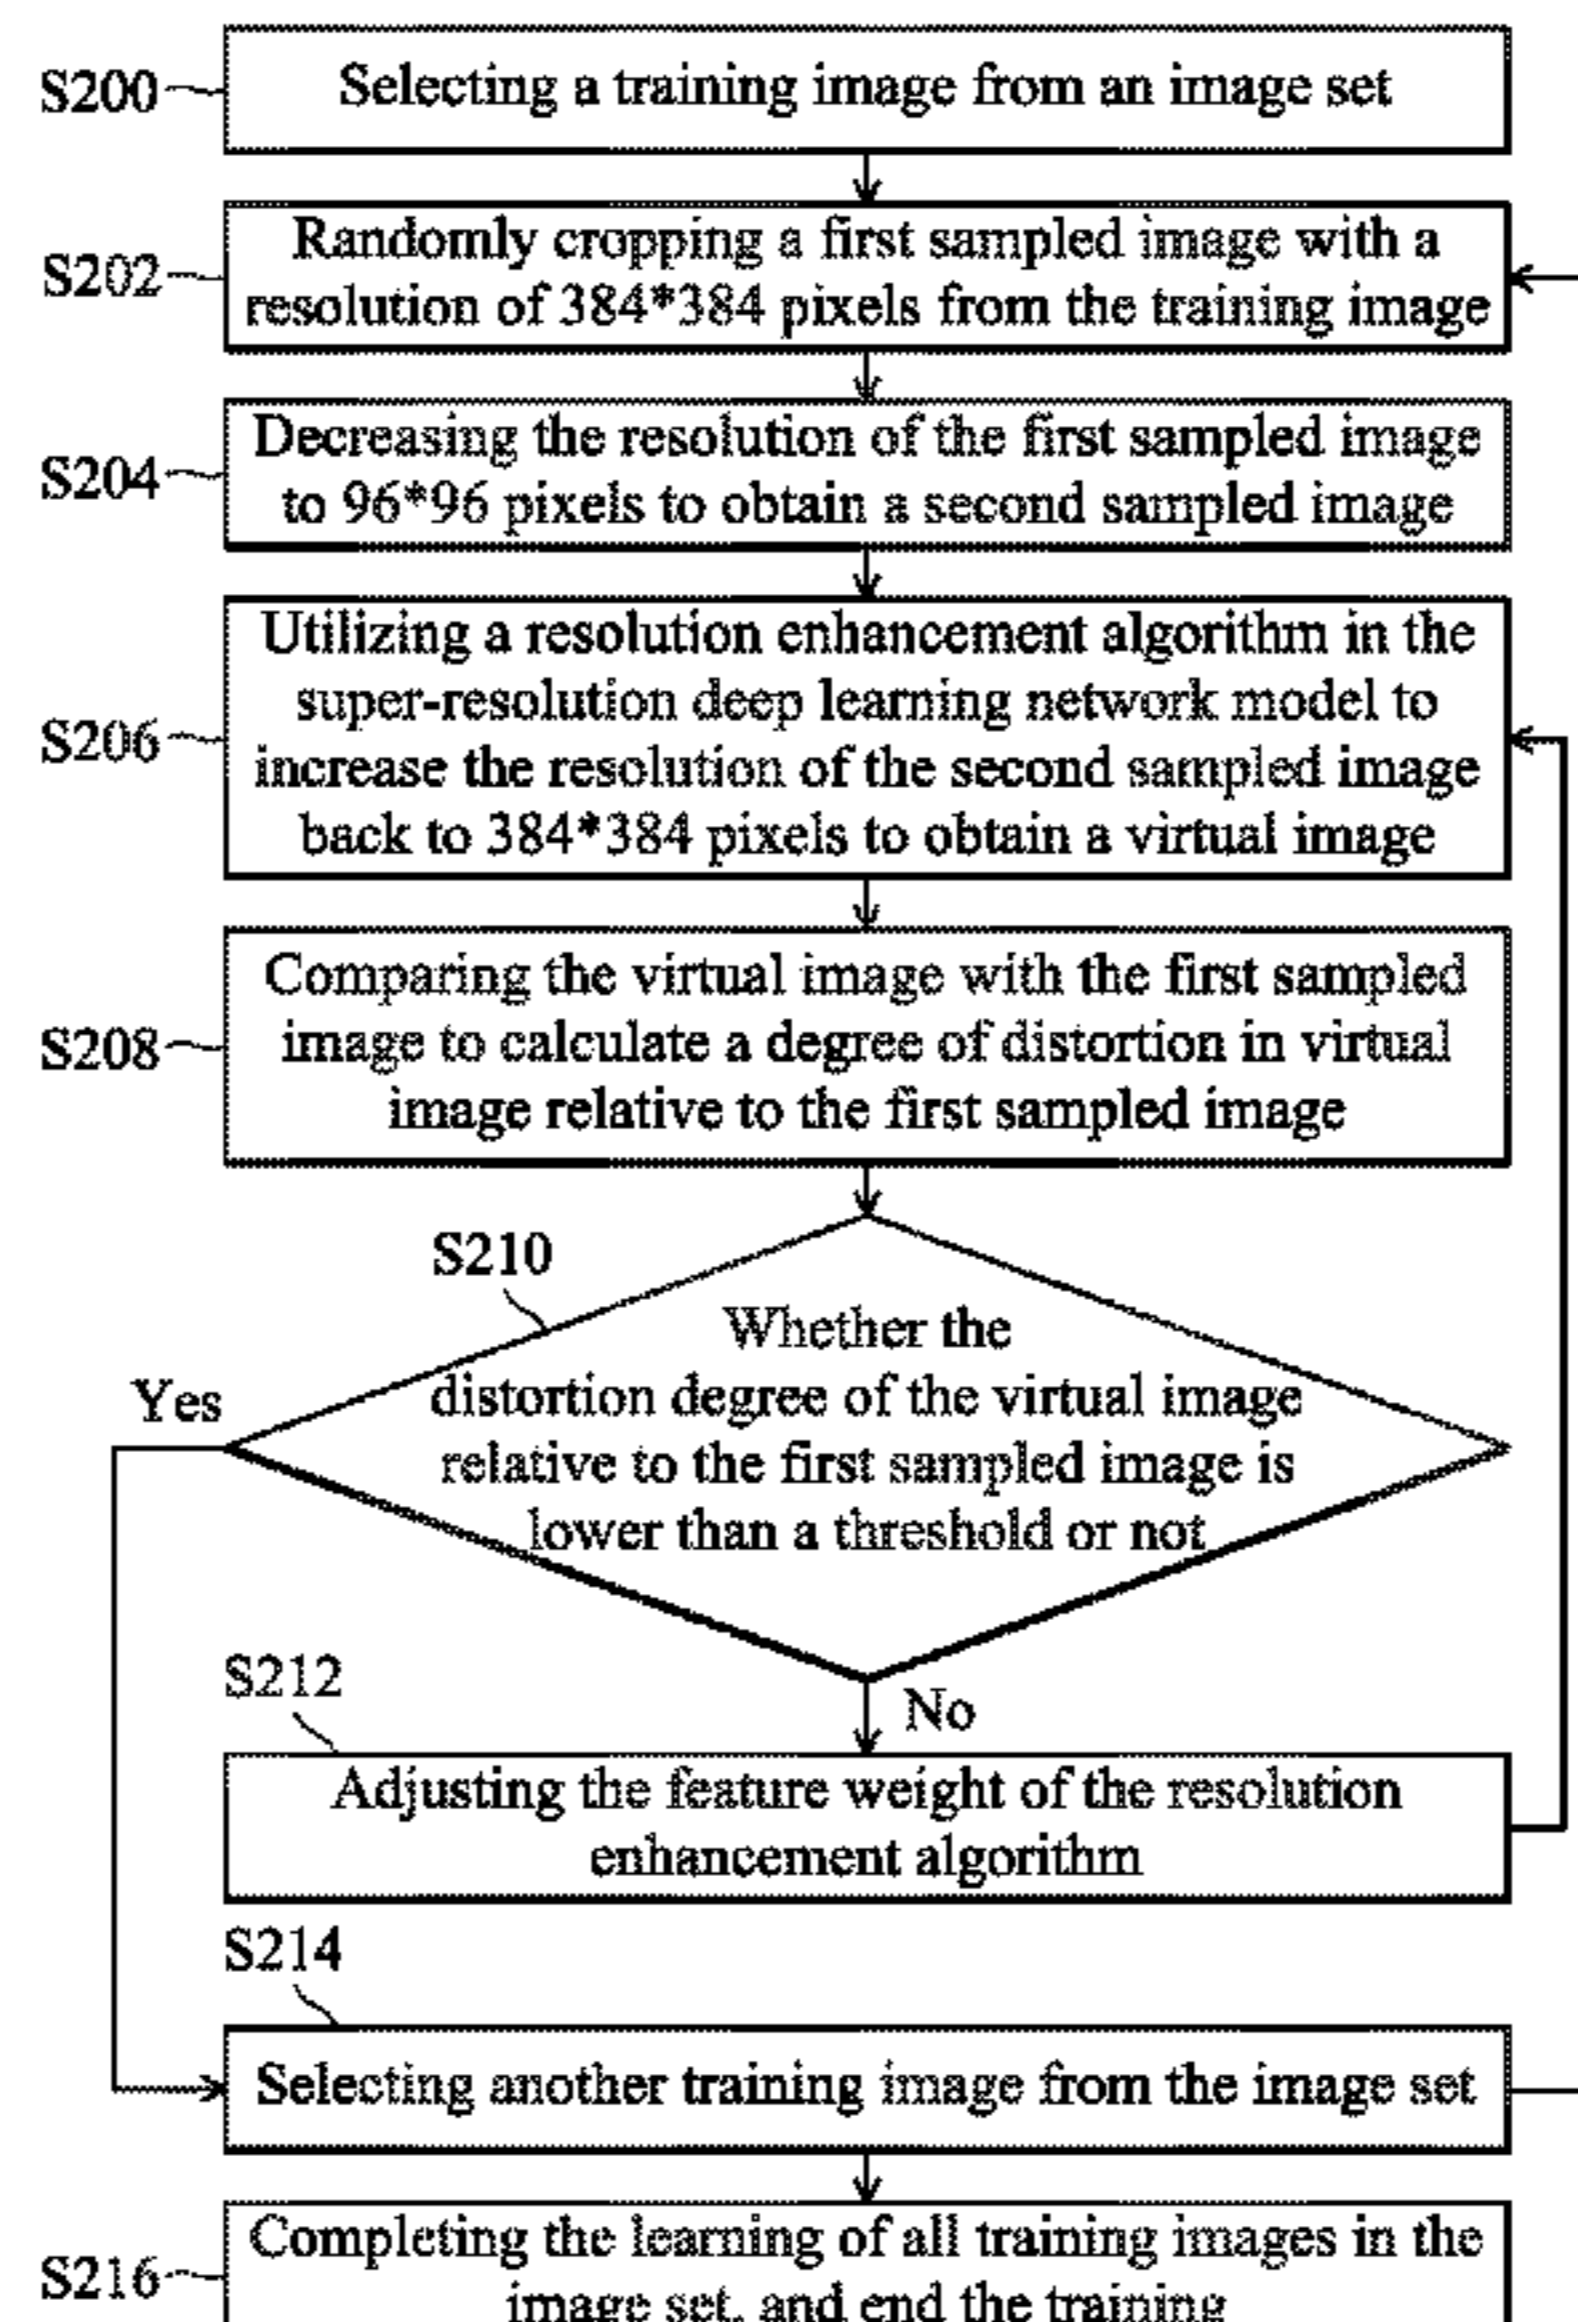 S200
Selecting a training image from an image set
S202
Randomly cropping a first sampled image with a
resolution of 384*384 pixels from the training image
S204
Decreasing the resolution of the first sampled image
to 96*96 pixels to obtain a second sampled image
S206
Utilizing a resolution enhancement algorithm in the
super-resolution deep learning network model to
increase the resolution of the second sampled image
back to 384*384 pixels to obtain a virtual image
S208
Comparing the virtual image with the first sampled
image to calculate a degree of distortion in virtual
image relative to the first sampled image
S210
Whether the
distortion degree of the virtual image
relative to the first sampled image is
lower than a threshold or not
Yes
No
S212
Adjusting the feature weight of the resolution
enhancement algorithm
S214
Selecting another training image from the image set
S216
Completing the learning of all training images in the
image set, and end the training